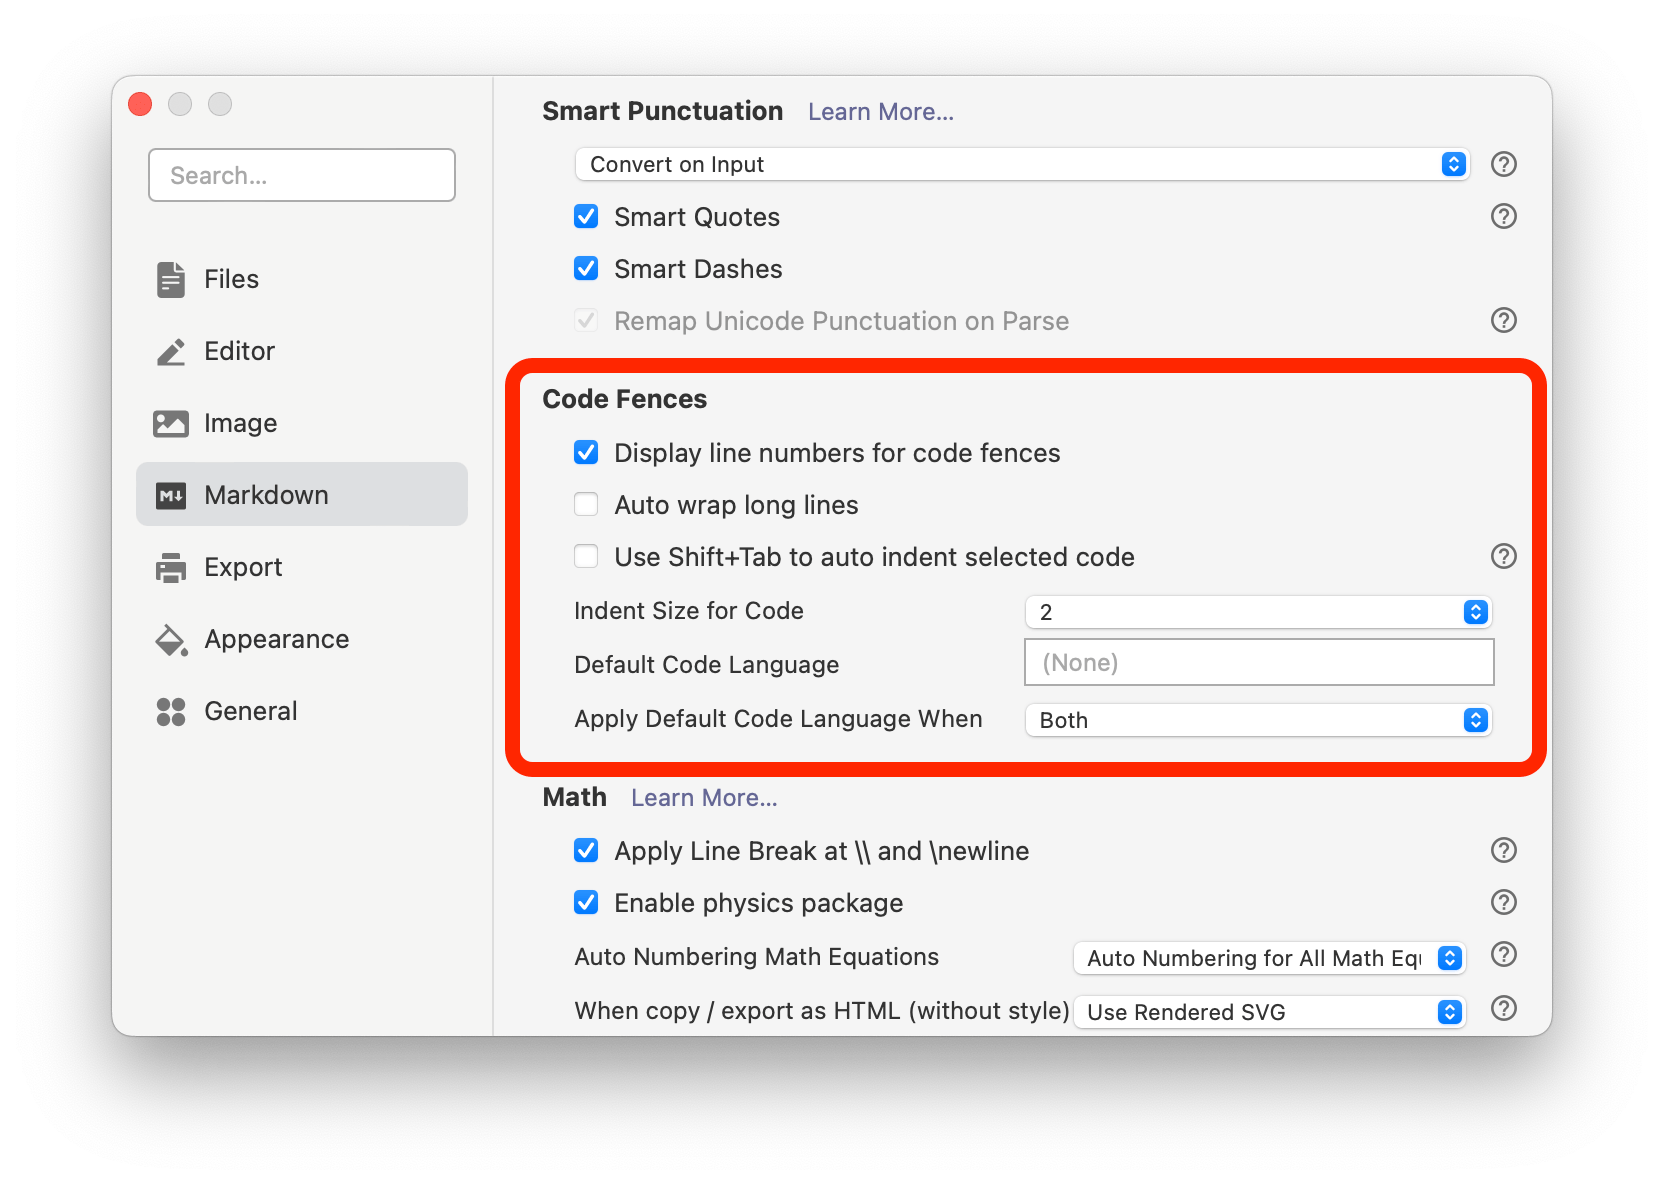 Search...
Files
Editor
Image
Markdown
Export
Appearance
General
Smart Punctuation Learn More...
Convert on Input
Smart Quotes
Smart Dashes
Remap Unicode Punctuation on Parse
Code Fences
Display line numbers for code fences
Auto wrap long lines
Use Shift+Tab to auto indent selected code
Indent Size for Code 2
Default Code Language (None)
Apply Default Code Language When Both
Math Learn More...
Apply Line Break at \\ and \newline
Enable physics package
Auto Numbering Math Equations Auto Numbering for All Math Equ
When copy / export as HTML (without style) Use Rendered SVG